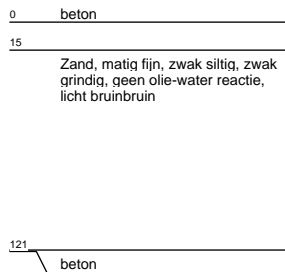 0 beton
15
Zand, matig fijn, zwak siltig, zwak
grindig, geen olie-water reactie,
licht bruinbruin
121
beton